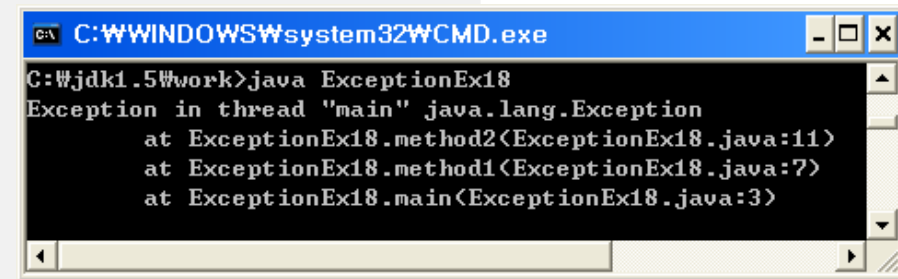 C:₩WINDOWS₩system32₩CMD.exe
C:₩jdk1.5₩work>java ExceptionEx18
Exception in thread "main" java.lang.Exception
        at ExceptionEx18.method2(ExceptionEx18.java:11)
        at ExceptionEx18.method1(ExceptionEx18.java:7)
        at ExceptionEx18.main(ExceptionEx18.java:3)